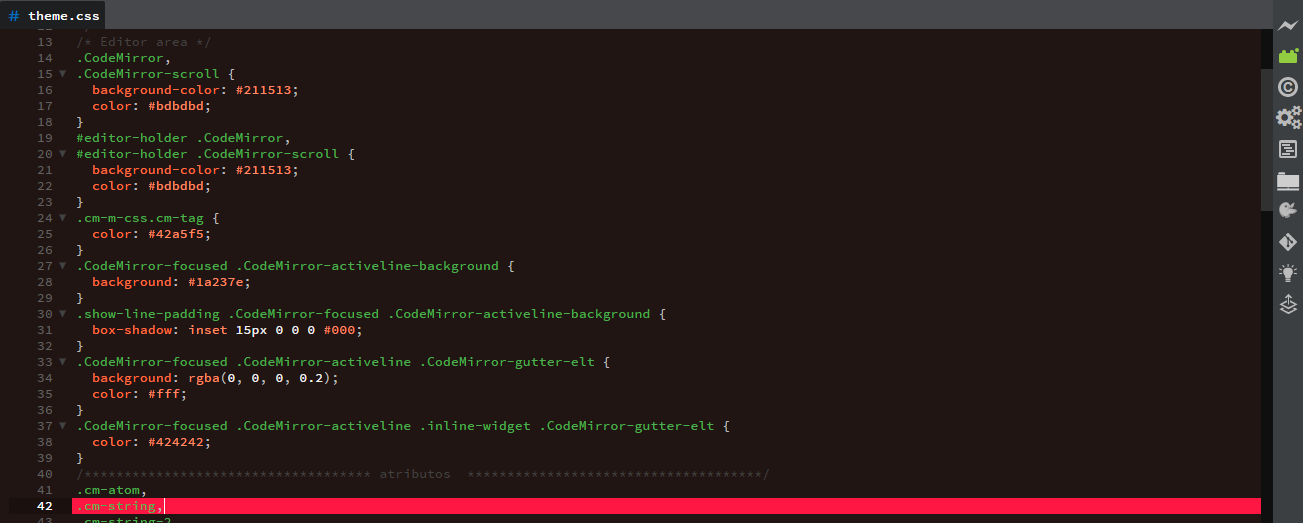 # theme.css
12
13 /* Editor area */
14 .CodeMirror,
15 .CodeMirror-scroll {
16 background-color: #211513;
17 color: #bdbdbd;
18 }
19 #editor-holder .CodeMirror,
20 #editor-holder .CodeMirror-scroll {
21 background-color: #211513;
22 color: #bdbdbd;
23 }
24 .cm-m-css.cm-tag {
25 color: #42a5f5;
26 }
27 .CodeMirror-focused .CodeMirror-activeline-background {
28 background: #1a237e;
29 }
30 .show-line-padding .CodeMirror-focused .CodeMirror-activeline-background {
31 box-shadow: inset 15px 0 0 0 #000;
32 }
33 .CodeMirror-focused .CodeMirror-activeline .CodeMirror-gutter-elt {
34 background: rgba(0, 0, 0, 0.2);
35 color: #fff;
36 }
37 .CodeMirror-focused .CodeMirror-activeline .inline-widget .CodeMirror-gutter-elt {
38 color: #424242;
39 }
40 /************************************ atributos *************************************/
41 .cm-atom,
42 .cm-string,
43 .cm-string-2